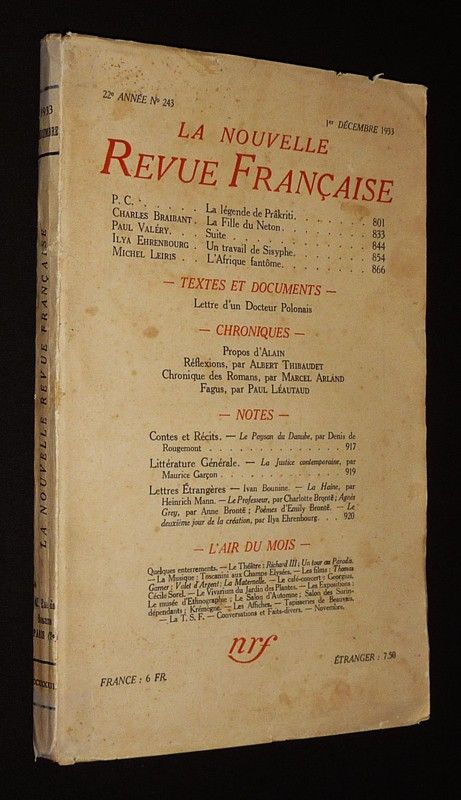 22e ANNÉE No 243
1er DÉCEMBRE 1933
LA NOUVELLE
REVUE FRANÇAISE
P. C. . . . . . . La légende de Prâkriti. . . . . . . . 801
CHARLES BRAIBANT . La Fille du Neton. . . . . . . . 833
PAUL VALÉRY. . . . Suite . . . . . . . . 844
ILYA EHRENBOURG . Un travail de Sisyphe. . . . . . . . 854
MICHEL LEIRIS . . L'Afrique fantôme. . . . . . . . 866
— TEXTES ET DOCUMENTS —
Lettre d'un Docteur Polonais
— CHRONIQUES —
Propos d'ALAIN
Réflexions, par ALBERT THIBAUDET
Chronique des Romans, par MARCEL ARLAND
Fagus, par PAUL LÉAUTAUD
— NOTES —
Contes et Récits. — Le Paysan du Danube, par Denis de
Rougemont . . . . . . . . 917
Littérature Générale. — La Justice contemporaine, par
Maurice Garçon . . . . . . . . 919
Lettres Étrangères — Ivan Bounine. — La Haine, par
Heinrich Mann. — Le Professeur, par Charlotte Brontë; Agnès
Grey, par Anne Brontë; Poèmes d'Emily Brontë. — Le
deuxième jour de la création, par Ilya Ehrenbourg. . . . 920
— L'AIR DU MOIS —
Quelques enterrements. — Le Théâtre: Richard III; Un tour au Paradis.
— La Musique: Toscanini aux Champs Elysées. — Les films: Thomas
Garner; Valet d'Argent; La Maternelle. — Le café-concert: Georgius,
Cécile Sorel. — Le Vivarium du Jardin des Plantes. — Les Expositions:
Le musée d'Ethnographie; Le Salon d'Automne; Salon des Surin-
dépendants; Krémègne. — Les Affiches. — Tapisseries de Beauvais.
— La T. S. F. — Conversations et Faits-divers. — Novembre.
nrf
FRANCE : 6 FR.
ÉTRANGER : 7.50
1933
LA NOUVELLE REVUE FRANÇAISE